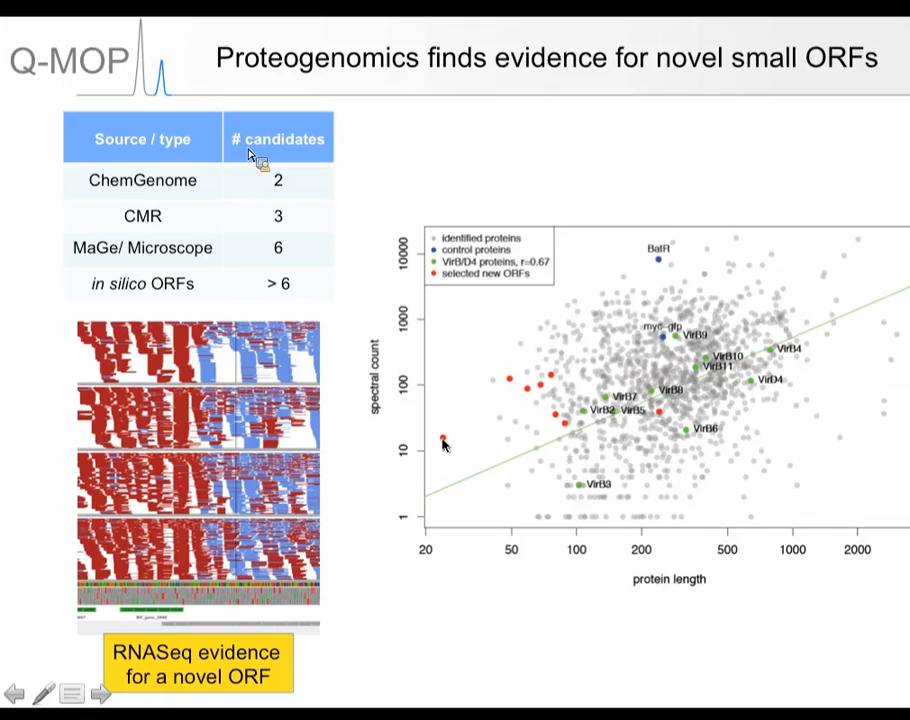 Q-MOP
Proteogenomics finds evidence for novel small ORFs
Source / type # candidates
ChemGenome 2
CMR 3
MaGe/ Microscope 6
in silico ORFs > 6
RNASeq evidence
for a novel ORF
identified proteins
control proteins
VirB/D4 proteins, r=0.67
selected new ORFs
BatR
myc-gfp
VirB9
VirB10
VirB4
VirB11
VirD4
VirB8
VirB7
VirB2
VirB5
VirB6
VirB3
spectral count
10000
1000
100
10
1
20 50 100 200 500 1000 2000
protein length